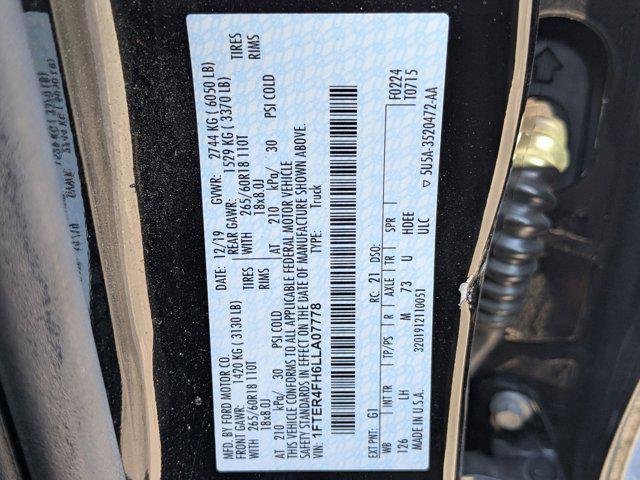 MFD. BY FORD MOTOR CO.
DATE: 12/19
GVWR: 2744 KG ( 6050 LB)
FRONT GAWR: 1420 KG ( 3130 LB)
REAR GAWR: 1529 KG ( 3370 LB)
WITH 265/60R18 110T TIRES
WITH 265/60R18 110T TIRES
18x8.0J RIMS
18x8.0J RIMS
AT 210 kPa/ 30 PSI COLD
AT 210 kPa/ 30 PSI COLD
THIS VEHICLE CONFORMS TO ALL APPLICABLE FEDERAL MOTOR VEHICLE
SAFETY STANDARDS IN EFFECT ON THE DATE OF MANUFACTURE SHOWN ABOVE.
VIN: 1FTER4FH6LLA07778
TYPE: Truck
F0224
10715
EXT PNT: G1 RC: 21 DSO:
WB INT TR TP/PS R AXLE TR SPR
126 LH M 73 U HDEE
ULC
MADE IN U.S.A. 320191210051
▽ 5U5A-3520472-AA